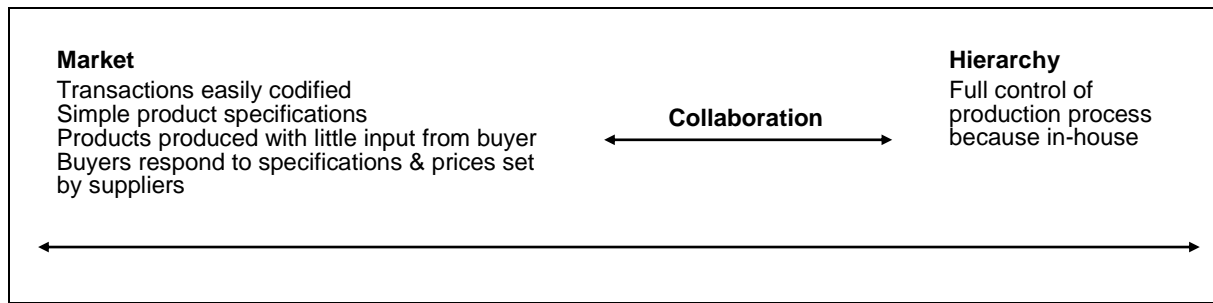 Market
Transactions easily codified
Simple product specifications
Products produced with little input from buyer
Buyers respond to specifications & prices set
by suppliers
Collaboration
Hierarchy
Full control of
production process
because in-house